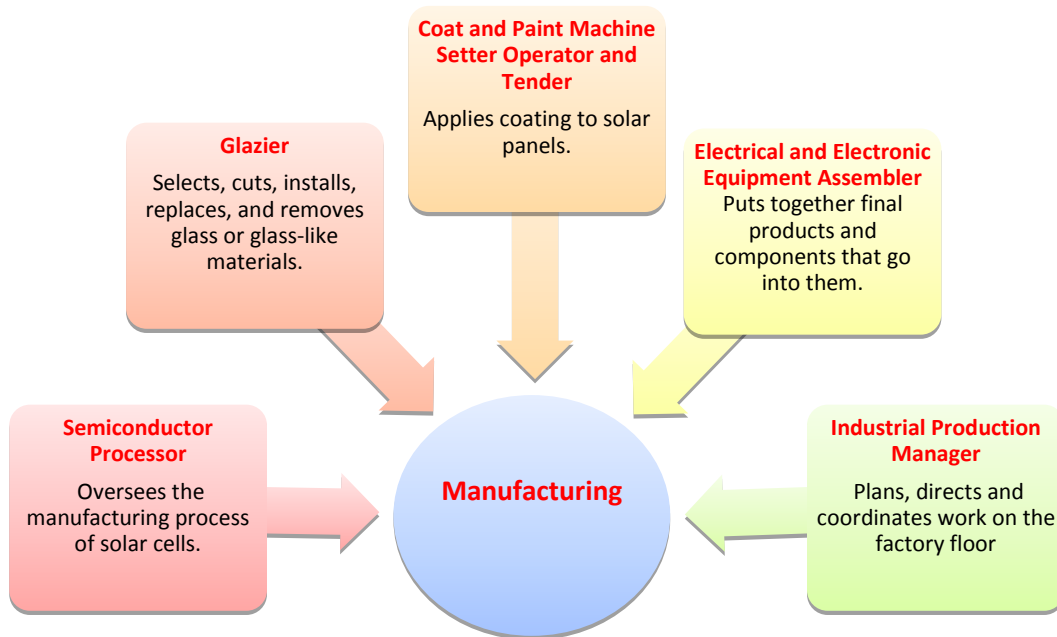 Coat and Paint Machine
Setter Operator and
Tender
Applies coating to solar
panels.
Glazier
Selects, cuts, installs,
replaces, and removes
glass or glass-like
materials.
Electrical and Electronic
Equipment Assembler
Puts together final
products and
components that go
into them.
Semiconductor
Processor
Oversees the
manufacturing process
of solar cells.
Manufacturing
Industrial Production
Manager
Plans, directs and
coordinates work on the
factory floor